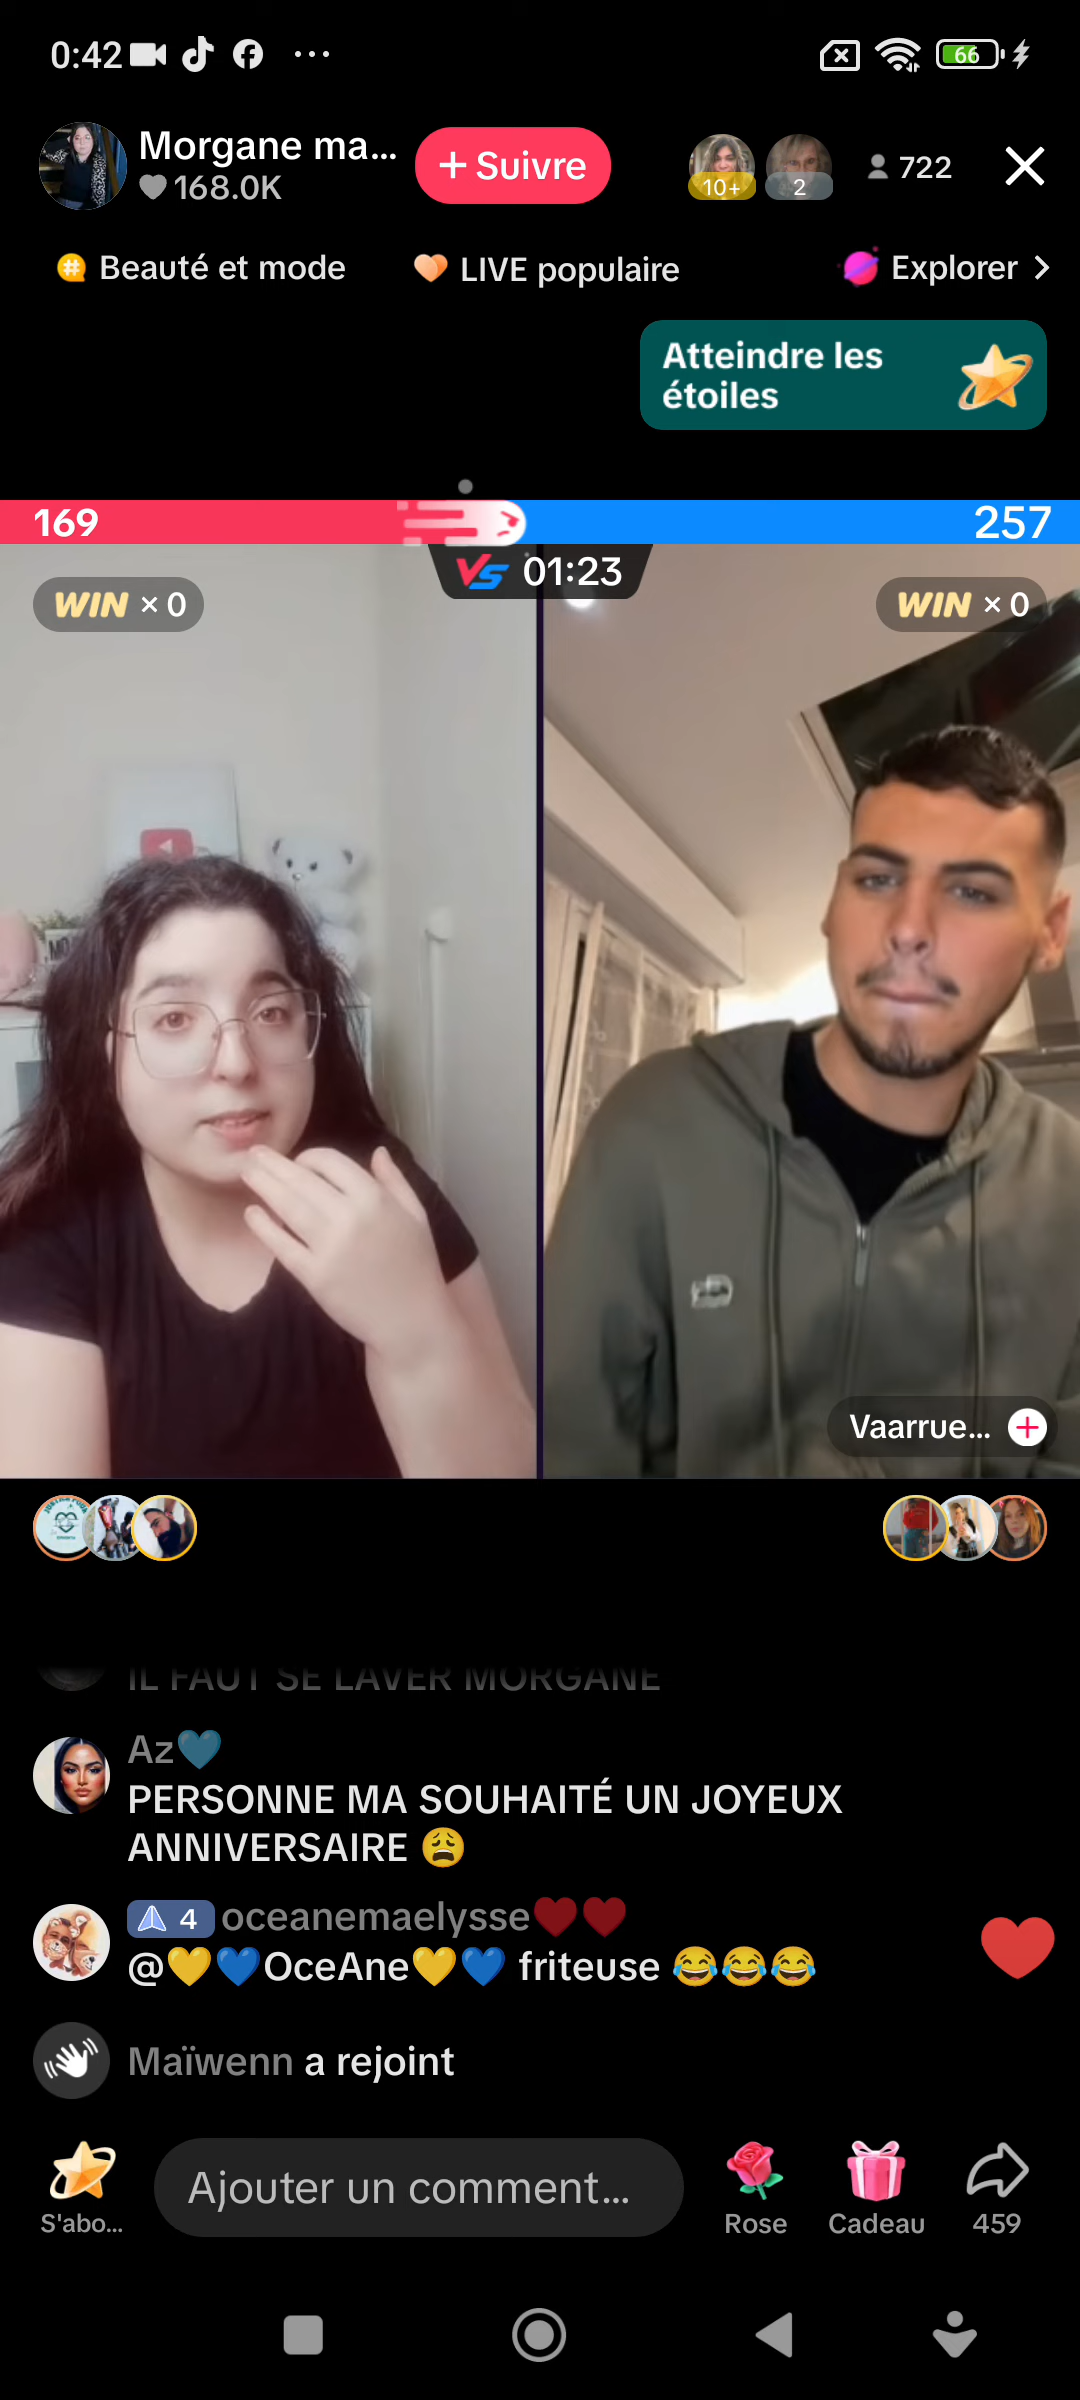 0:42
66
Morgane ma...
168.0K
+ Suivre
10+
2
722
Beauté et mode
LIVE populaire
Explorer >
Atteindre les
étoiles
169
257
VS 01:23
WIN × 0
WIN × 0
Vaarrue...
IL FAUT SE LAVER MORGANE
Az💙
PERSONNE MA SOUHAITÉ UN JOYEUX
ANNIVERSAIRE 😩
4 oceanemaelysse♥️♥️
@💛💙OceAne💛💙 friteuse 😂😂😂
Maïwenn a rejoint
S'abo...
Ajouter un comment...
Rose
Cadeau
459